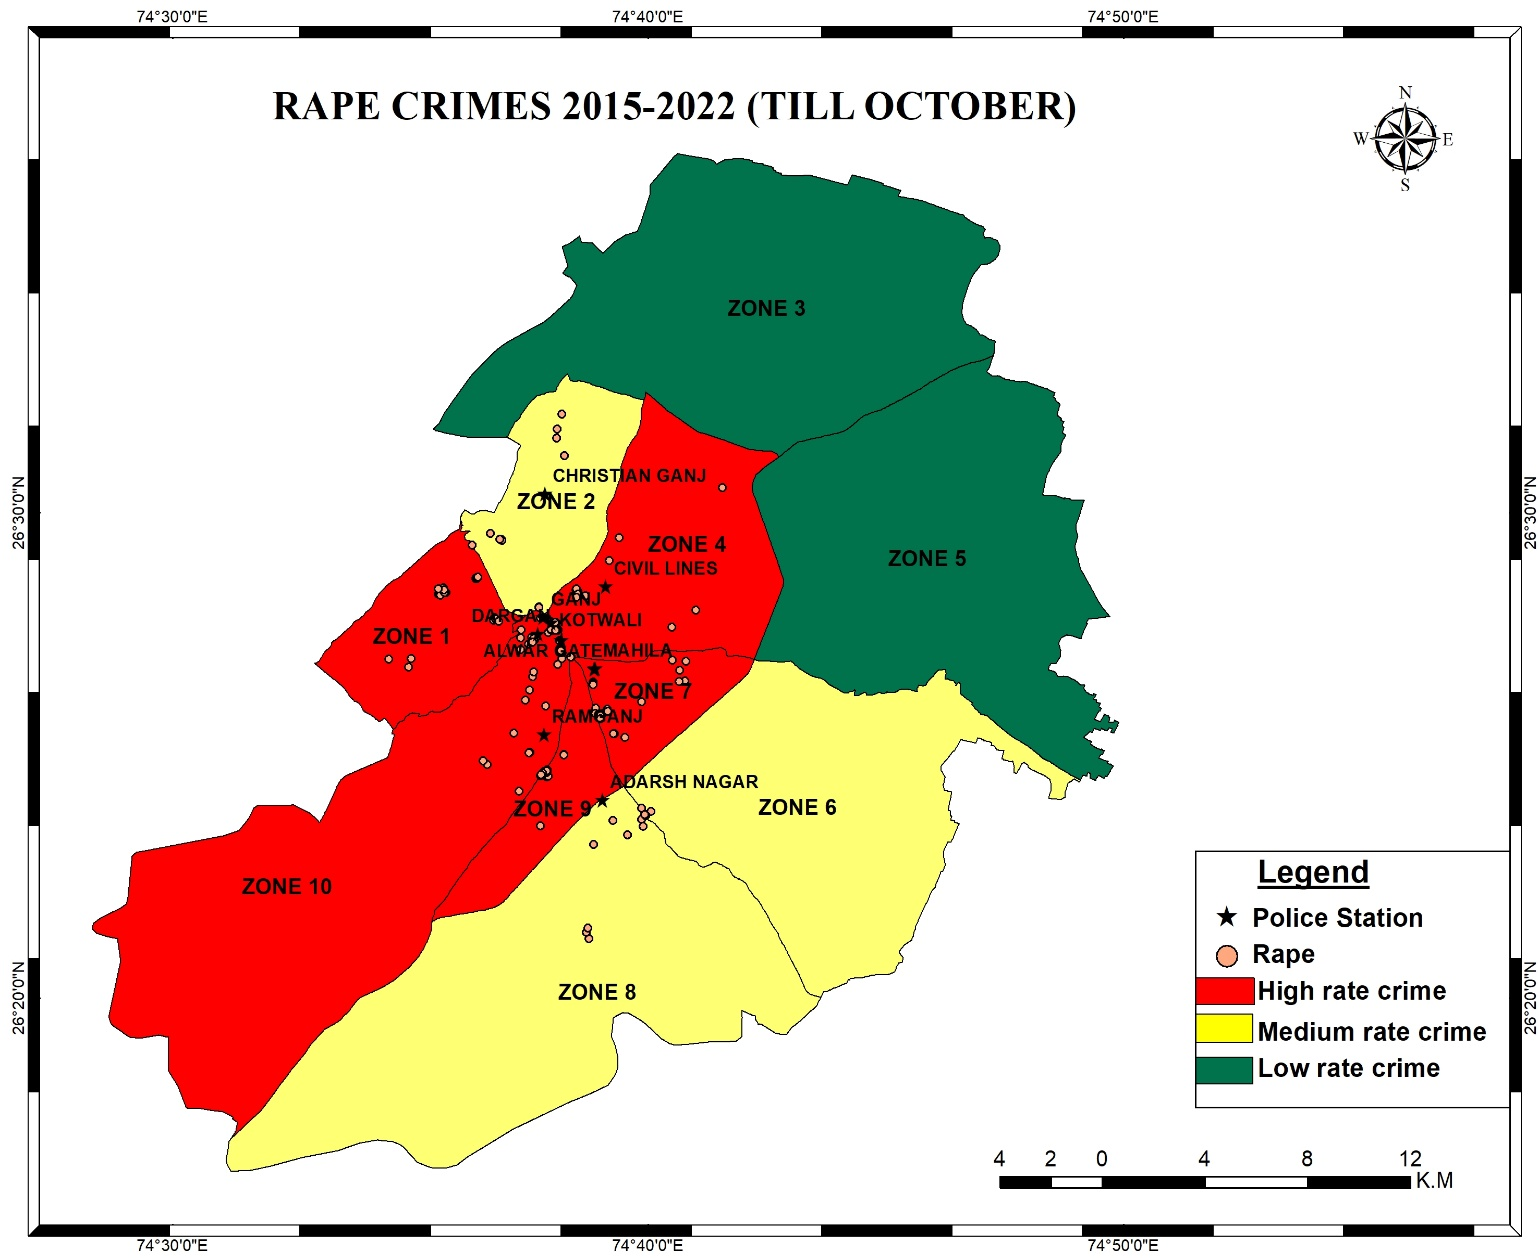 74°30'0"E
74°40'0"E
74°50'0"E
RAPE CRIMES 2015-2022 (TILL OCTOBER)
N
W
E
S
ZONE 3
CHRISTIAN GANJ
ZONE 2
26°30'0"N
26°30'0"N
ZONE 4
ZONE 5
CIVIL LINES
GANJ
DARGAH
KOTWALI
ZONE 1
ALWAR GATE
MAHILA
ZONE 7
RAMGANJ
ADARSH NAGAR
ZONE 9
ZONE 6
ZONE 10
Legend
Police Station
Rape
High rate crime
Medium rate crime
Low rate crime
ZONE 8
26°20'0"N
26°20'0"N
4 2 0 4 8 12
K.M
74°30'0"E
74°40'0"E
74°50'0"E